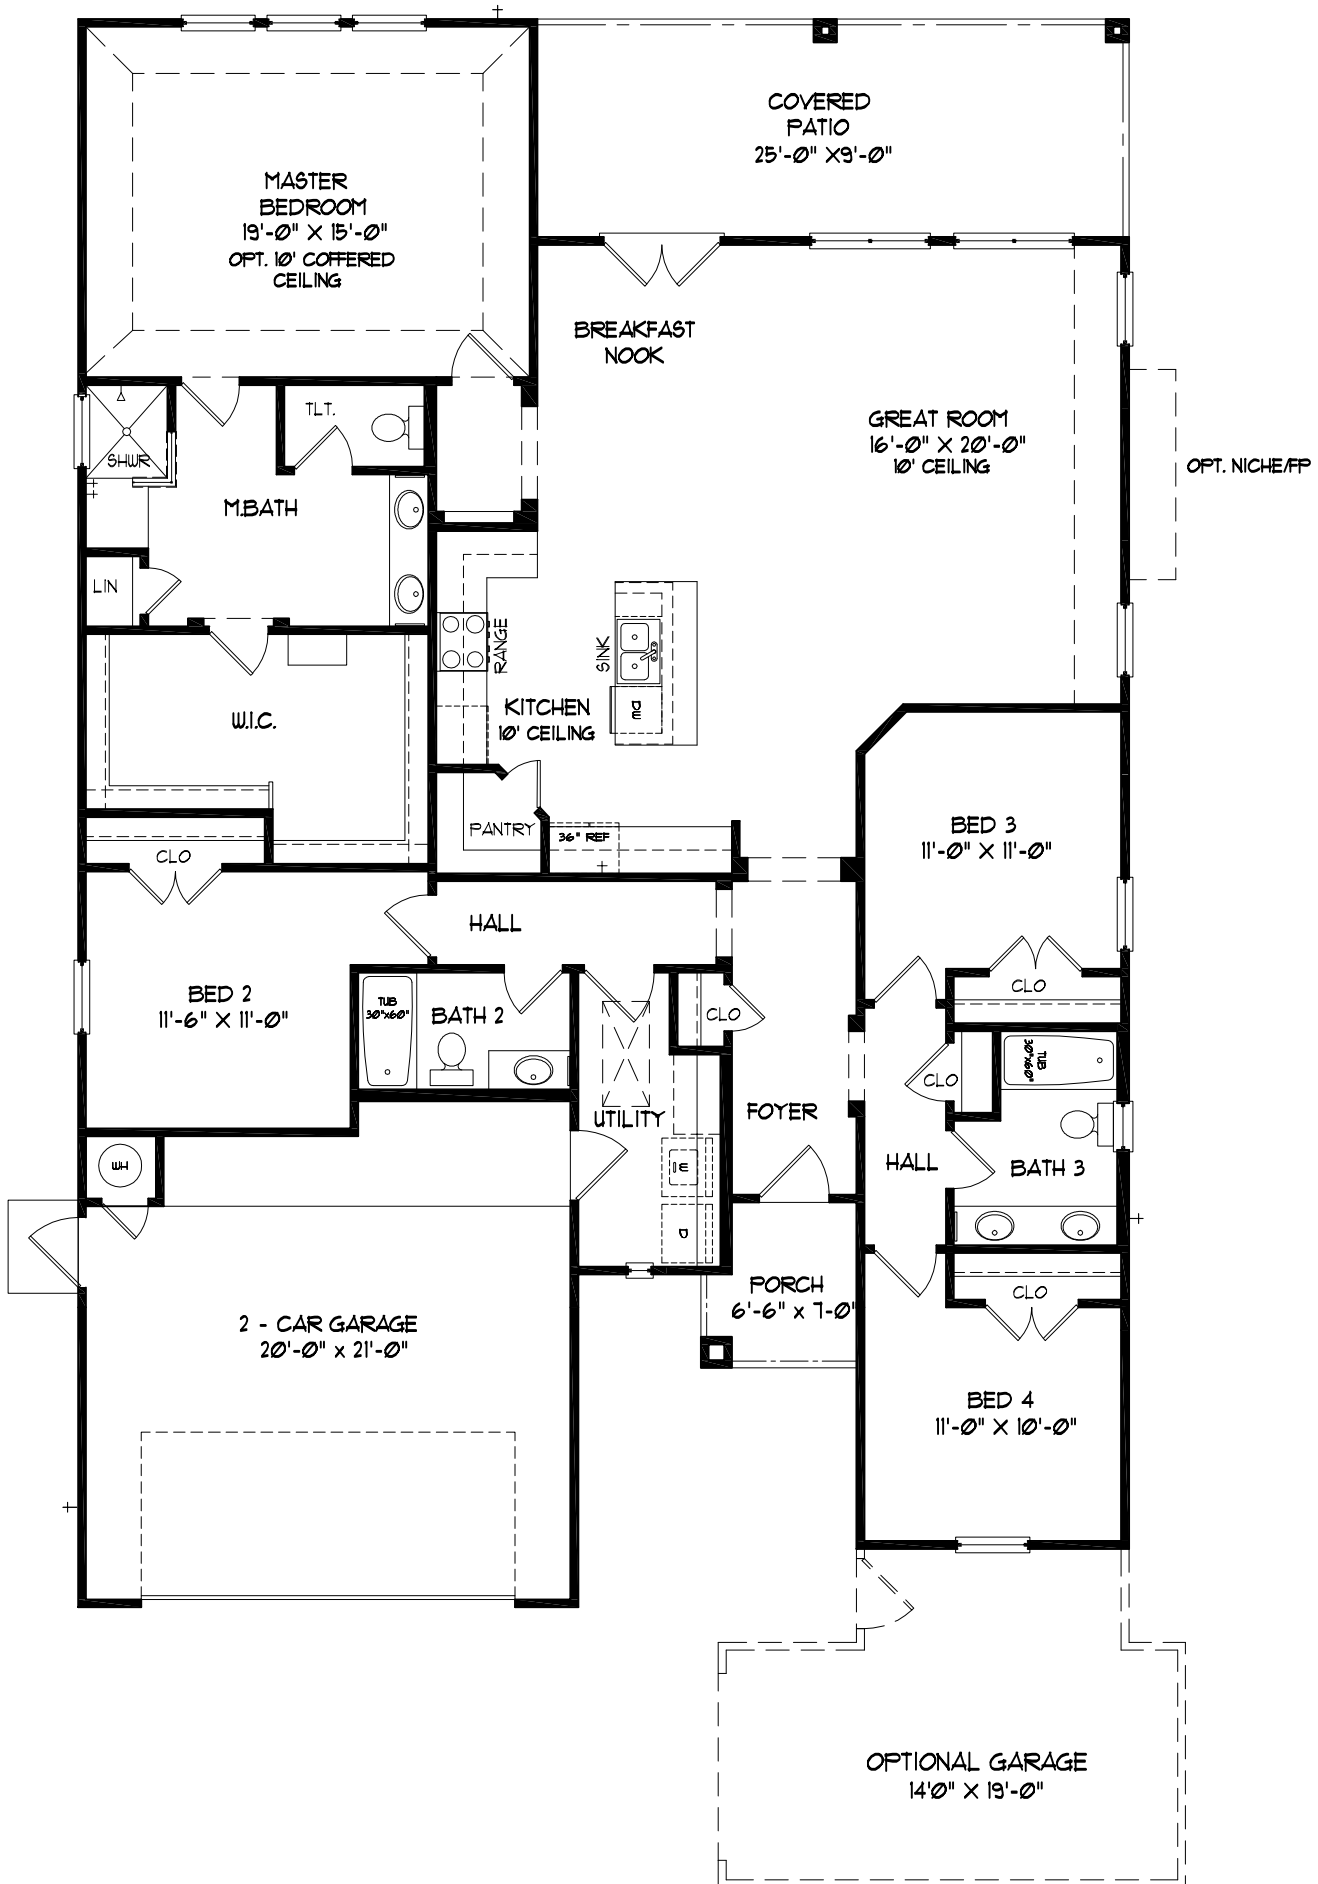 COVERED
PATIO
25'-0" X9'-0"
MASTER
BEDROOM
19'-0" X 15'-0"
OPT. 10' COFFERED
CEILING
BREAKFAST
NOOK
GREAT ROOM
16'-0" X 20'-0"
10' CEILING
OPT. NICHE/FP
TLT.
SHWR
M.BATH
LIN
RANGE
SINK
DW
KITCHEN
10' CEILING
W.I.C.
PANTRY
36" REF
CLO
BED 3
11'-0" X 11'-0"
HALL
CLO
BED 2
11'-6" X 11'-0"
TUB
30"x60"
BATH 2
CLO
TUB
30"x60"
CLO
UTILITY
FOYER
WH
W
HALL
BATH 3
D
PORCH
6'-6" x 7'-0"
CLO
2 - CAR GARAGE
20'-0" x 21'-0"
BED 4
11'-0" X 10'-0"
OPTIONAL GARAGE
14'0" X 19'-0"